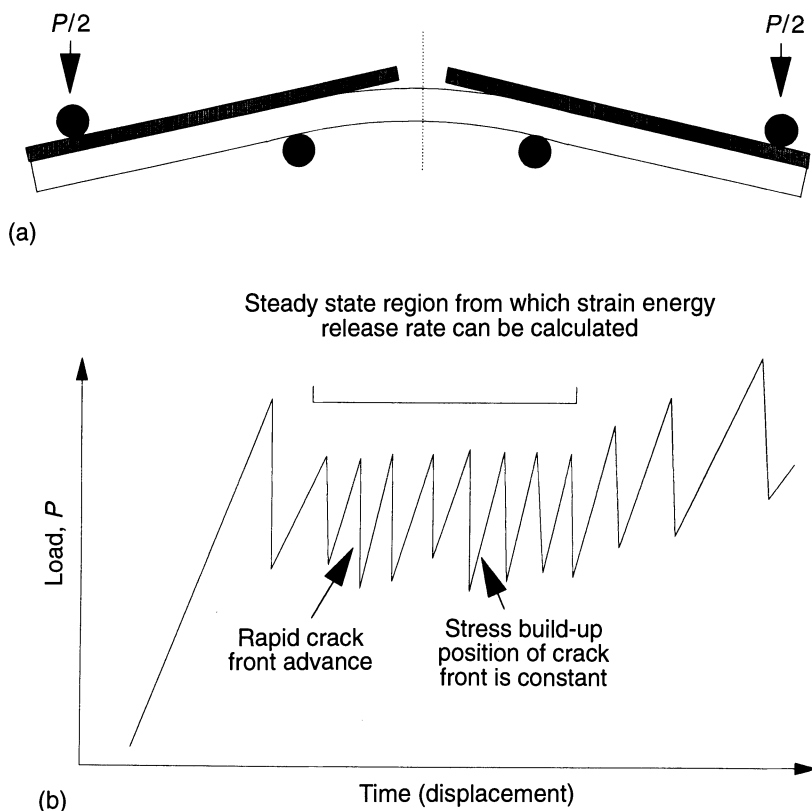 P/2
P/2
(a)
Steady state region from which strain energy
release rate can be calculated
Load, P
Rapid crack
front advance
Stress build-up
position of crack
front is constant
Time (displacement)
(b)